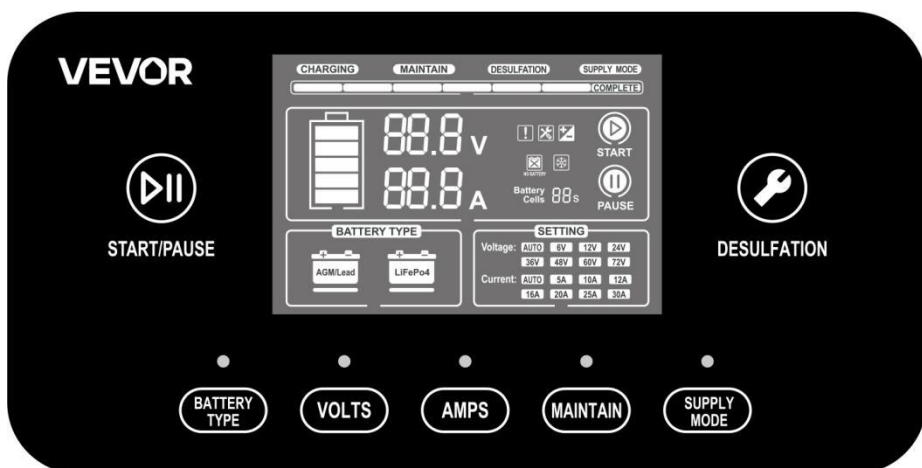 VEVOR
CHARGING MAINTAIN DESULFATION SUPPLY MODE
COMPLETE
88.8 V
88.8 A
!
NO BATTERY
Battery
Cells 88s
START
PAUSE
START/PAUSE
DESULFATION
BATTERY TYPE
AGM/Lead LiFePo4
SETTING
Voltage: AUTO 6V 12V 24V
36V 48V 60V 72V
Current: AUTO 5A 10A 12A
16A 20A 25A 30A
BATTERY
TYPE
VOLTS
AMPS
MAINTAIN
SUPPLY
MODE